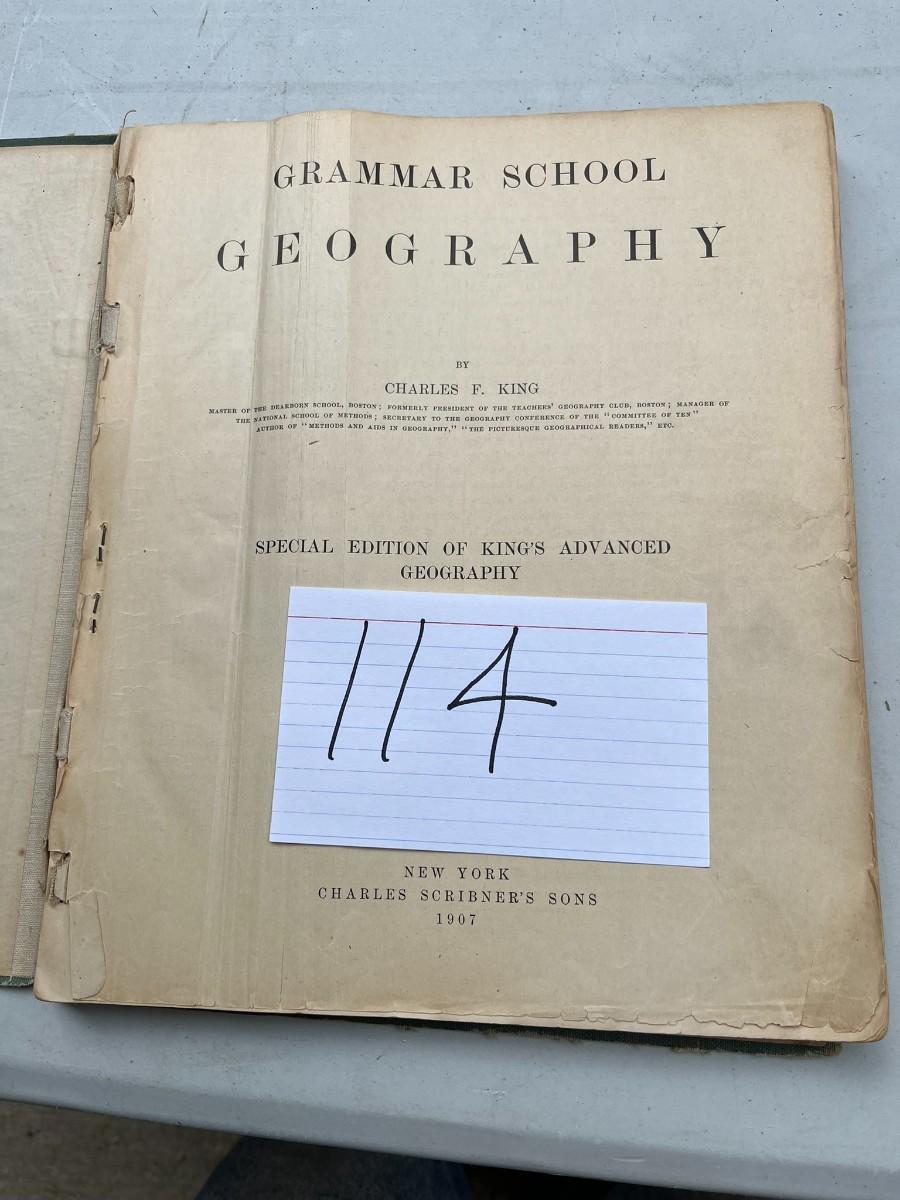 GRAMMAR SCHOOL
GEOGRAPHY
BY
CHARLES F. KING
MASTER OF THE DEARBORN SCHOOL, BOSTON; FORMERLY PRESIDENT OF THE TEACHERS' GEOGRAPHY CLUB, BOSTON; MANAGER OF
THE NATIONAL SCHOOL OF METHODS; SECRETARY TO THE GEOGRAPHY CONFERENCE OF THE "COMMITTEE OF TEN"
AUTHOR OF "METHODS AND AIDS IN GEOGRAPHY," "THE PICTURESQUE GEOGRAPHICAL READERS," ETC.
SPECIAL EDITION OF KING'S ADVANCED
GEOGRAPHY
114
NEW YORK
CHARLES SCRIBNER'S SONS
1907